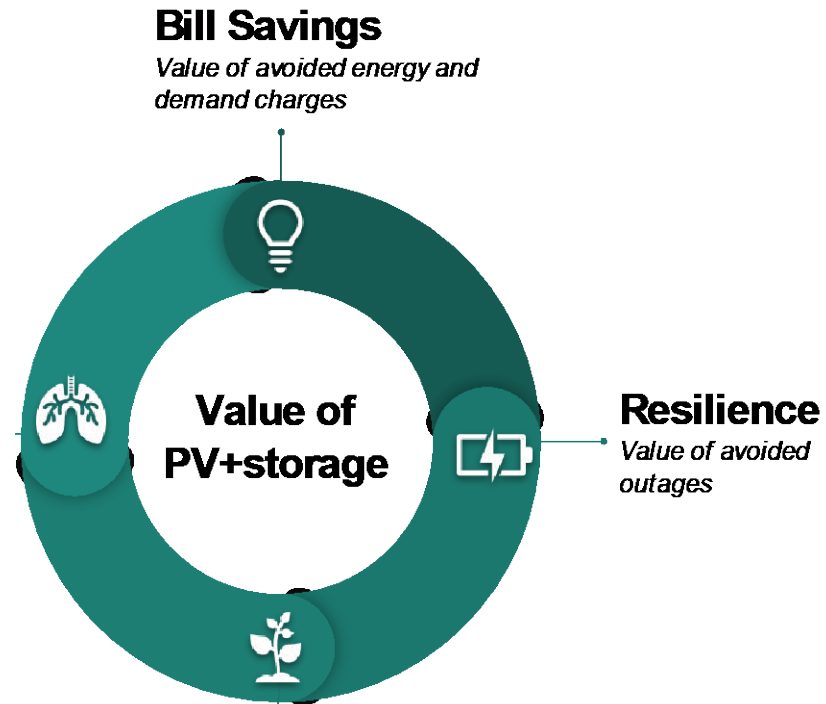 Bill Savings
Value of avoided energy and
demand charges
Value of
PV+storage
Resilience
Value of avoided
outages